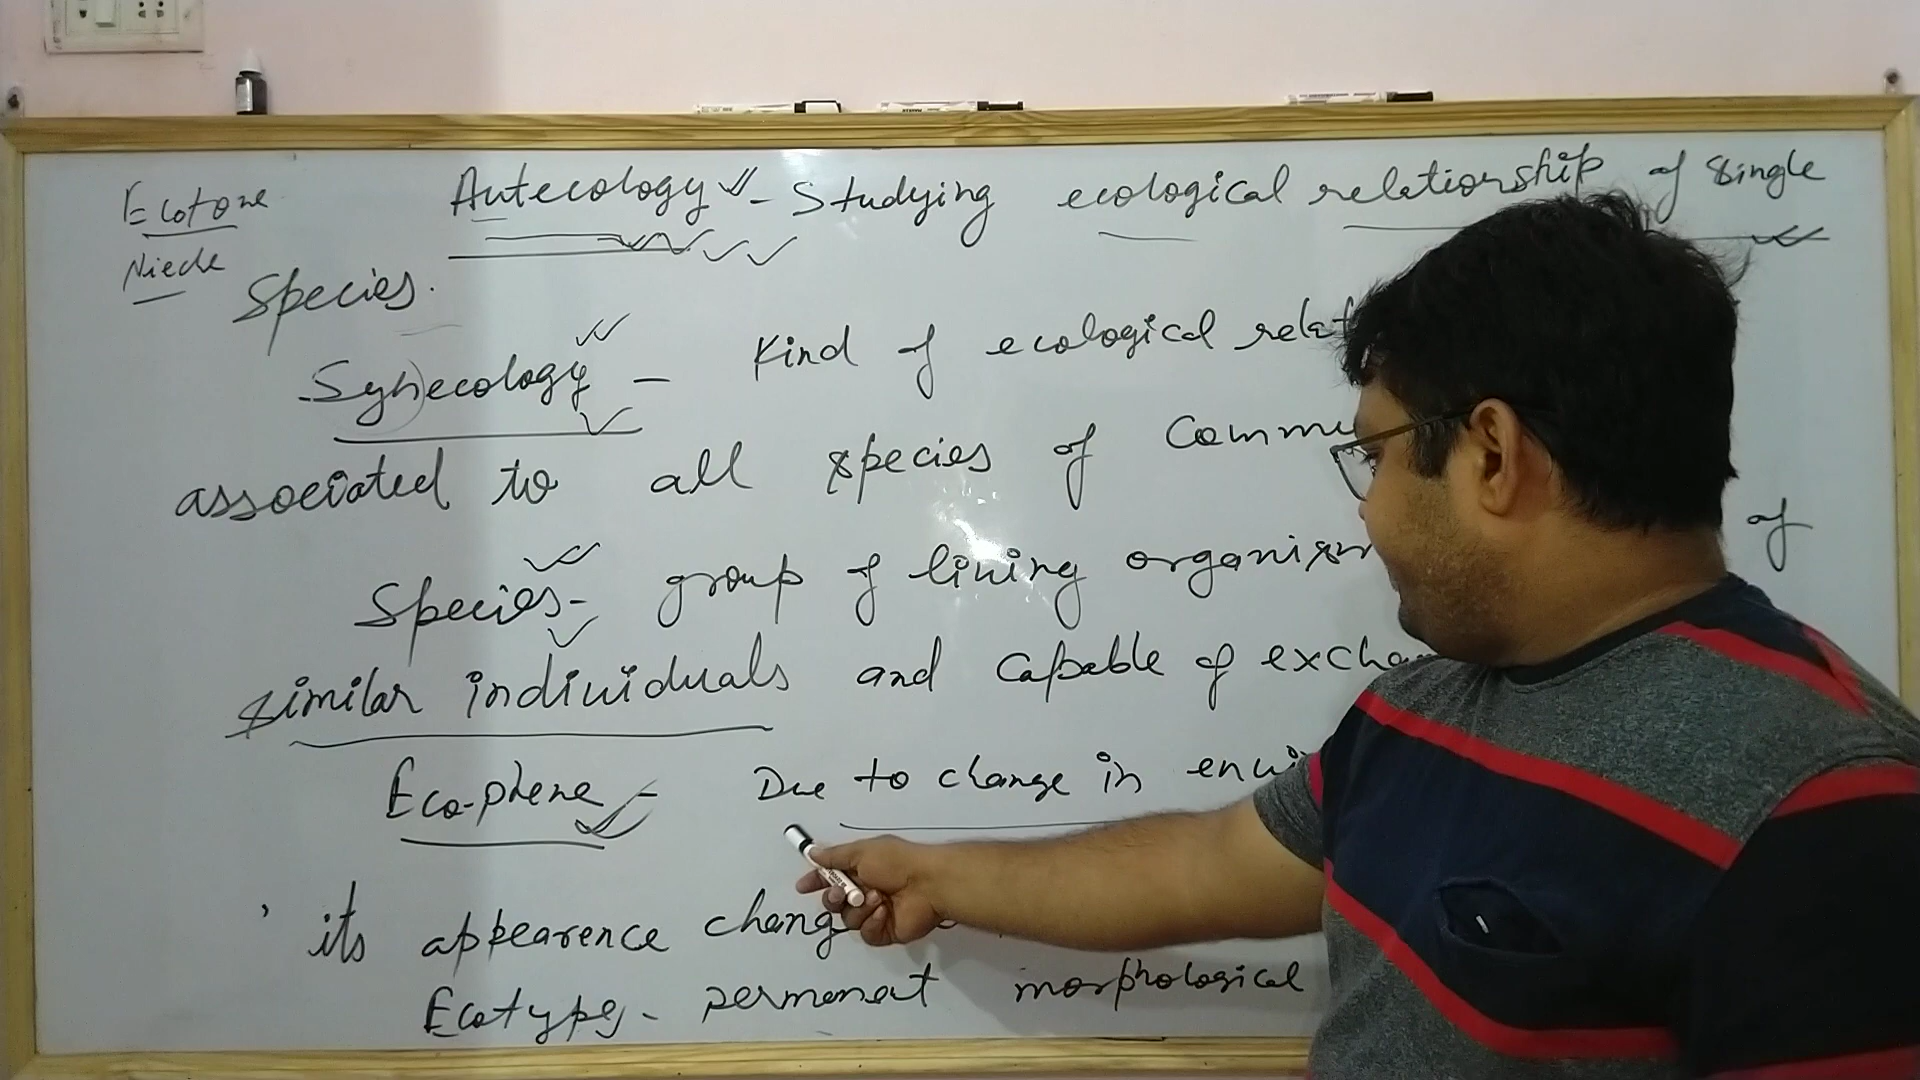 Ecotone
Nieche
Autecology - Studying ecological relationship of single
Species.
Synecology - Kind of ecological relat
associated to all species of Commu
Species - group of living organism of
similar individuals and capable of excha
Eco-phene - Due to change in envi
its appearence chang
Ecotype - permanent morphological